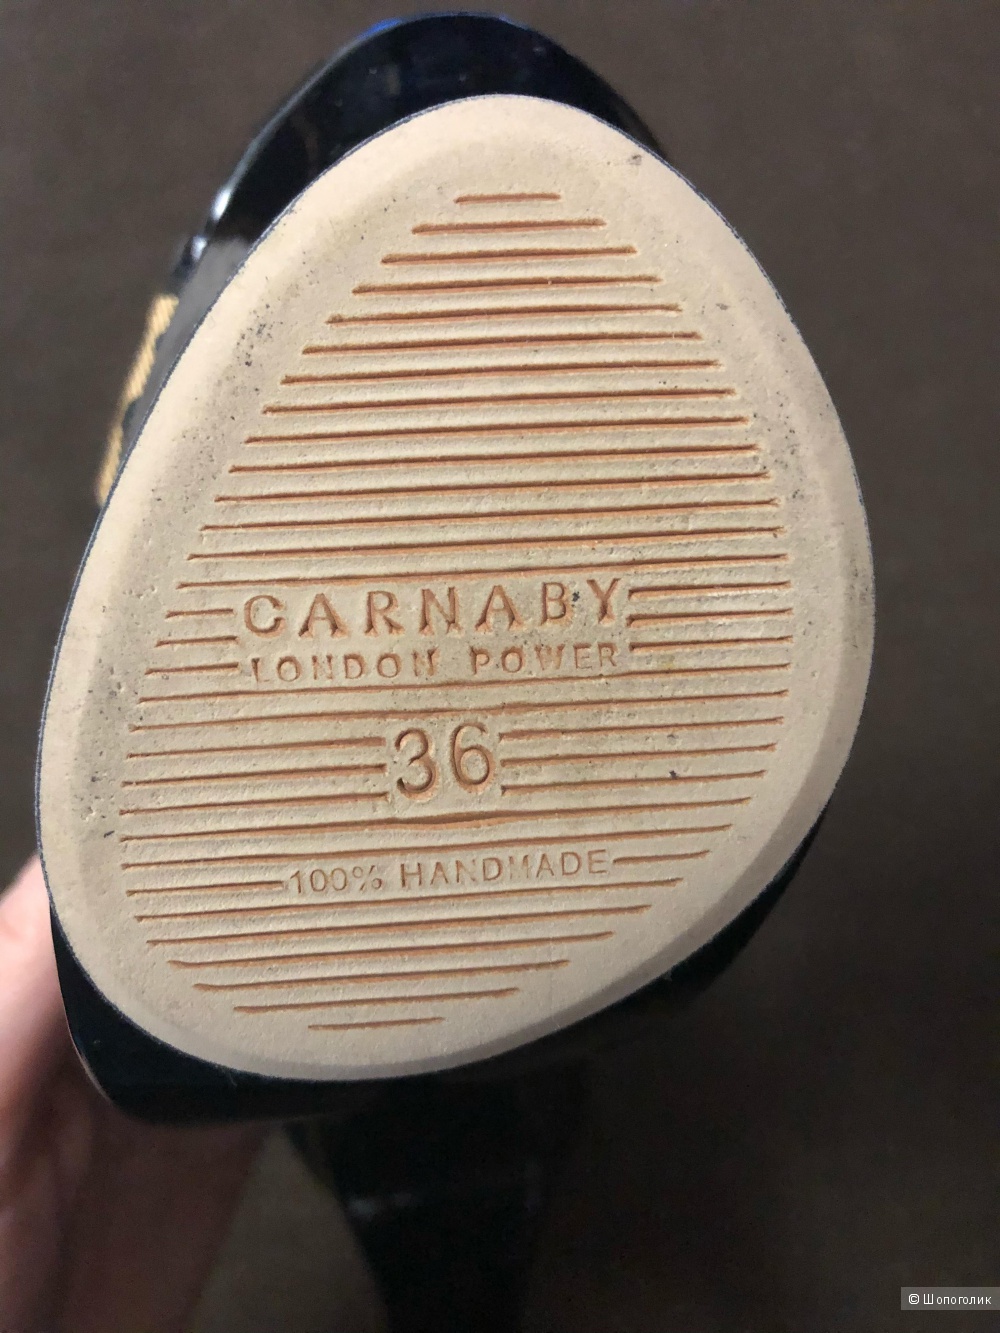 CARNABY
LONDON POWER
36
100% HANDMADE
© Шопоголик